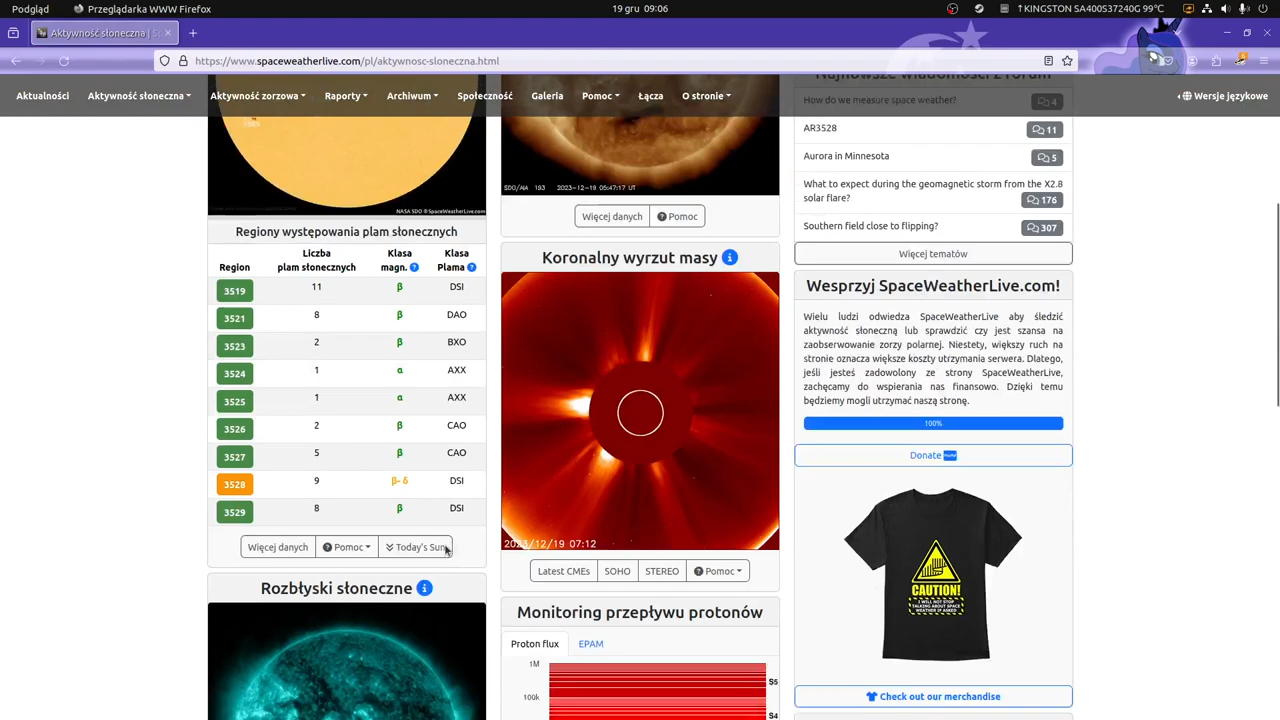 Podgląd
Przeglądarka WWW Firefox
19 gru 09:06
↑KINGSTON SA400S37240G 99°C
Aktywność słoneczna | S
https://www.spaceweatherlive.com/pl/aktywnosc-sloneczna.html
Aktualności
Aktywność słoneczna
Aktywność zorzowa
Raporty
Archiwum
Społeczność
Galeria
Pomoc
Łącza
O stronie
Wersje językowe
NASA SDO ©SpaceWeatherLive.com
Regiony występowania plam słonecznych
Region
Liczba
plam słonecznych
Klasa
magn. ?
Klasa
Plama ?
3519 11 β DSI
3521 8 β DAO
3523 2 β BXO
3524 1 α AXX
3525 1 α AXX
3526 2 β CAO
3527 5 β CAO
3528 9 β-δ DSI
3529 8 β DSI
Więcej danych
Pomoc
Today's Sun
Rozbłyski słoneczne
SDO/AIA 193 2023-12-19 05:47:17 UT
Więcej danych
Pomoc
Koronalny wyrzut masy
2023/12/19 07:12
Latest CMEs
SOHO
STEREO
Pomoc
Monitoring przepływu protonów
Proton flux
EPAM
1M
S5
100k
S4
Najnowsze wiadomości z forum
How do we measure space weather? 4
AR3528 11
Aurora in Minnesota 5
What to expect during the geomagnetic storm from the X2.8
solar flare? 176
Southern field close to flipping? 307
Więcej tematów
Wesprzyj SpaceWeatherLive.com!
Wielu ludzi odwiedza SpaceWeatherLive aby śledzić
aktywność słoneczną lub sprawdzić czy jest szansa na
zaobserwowanie zorzy polarnej. Niestety, większy ruch na
stronie oznacza większe koszty utrzymania serwera. Dlatego,
jeśli jesteś zadowolony ze strony SpaceWeatherLive,
zachęcamy do wspierania nas finansowo. Dzięki temu
będziemy mogli utrzymać naszą stronę.
100%
Donate
CAUTION!
I WILL NOT STOP
TALKING ABOUT SPACE
WEATHER IF ASKED
Check out our merchandise